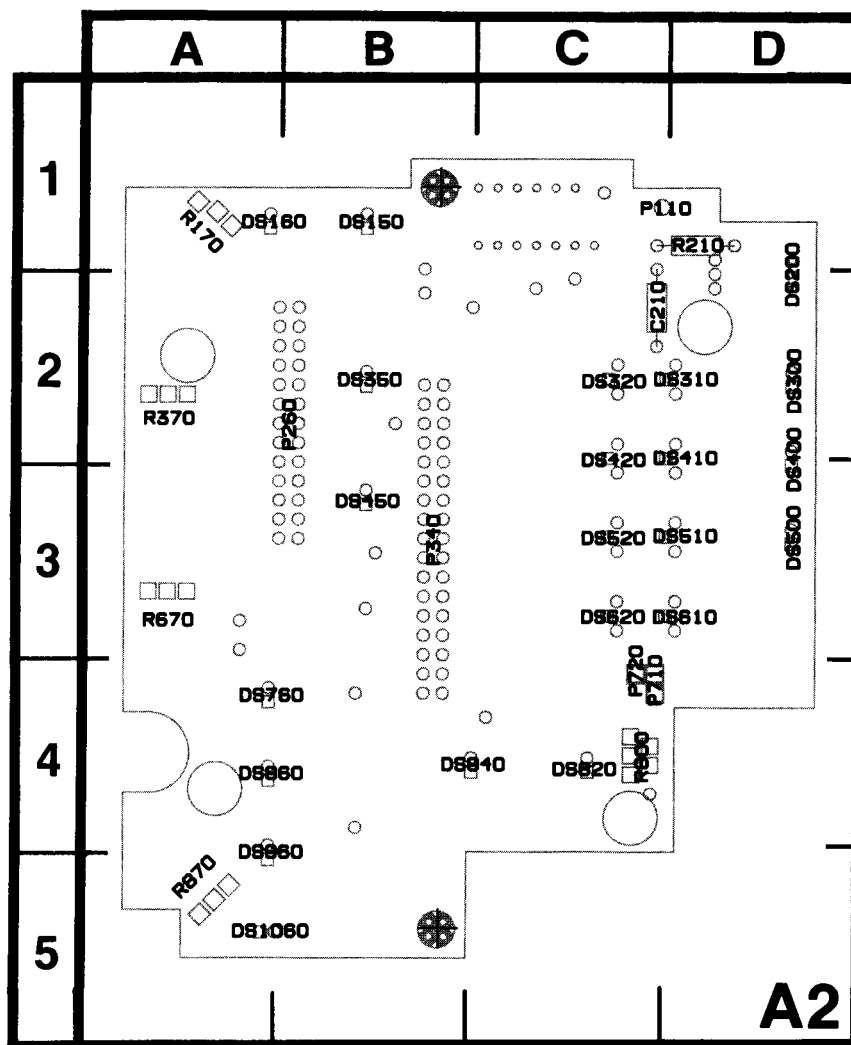 A B C D
1
R170 DS160 DS150 P110
R210
DS200
C210
2
DS350 DS320 DS310 DS300
R370 P260
DS420 DS410 DS400
DS450
P340 DS520 DS510 DS500
3
R670 DS620 DS610
P720 P710
DS760
4
DS860 DS840 DS820 R800
DS960
R870
DS1060
5
A2